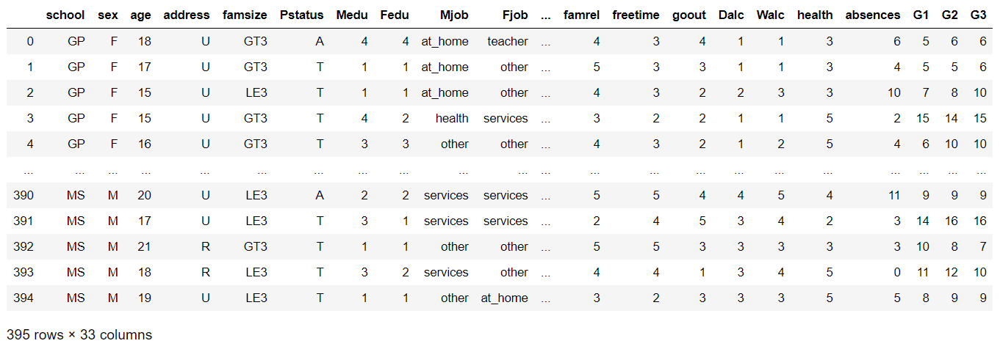 school sex age address famsize Pstatus Medu Fedu Mjob Fjob ... famrel freetime goout Dalc Walc health absences G1 G2 G3
0 GP F 18 U GT3 A 4 4 at_home teacher ... 4 3 4 1 1 3 6 5 6 6
1 GP F 17 U GT3 T 1 1 at_home other ... 5 3 3 1 1 3 4 5 5 6
2 GP F 15 U LE3 T 1 1 at_home other ... 4 3 2 2 3 3 10 7 8 10
3 GP F 15 U GT3 T 4 2 health services ... 3 2 2 1 1 5 2 15 14 15
4 GP F 16 U GT3 T 3 3 other other ... 4 3 2 1 2 5 4 6 10 10
... ... ... ... ... ... ... ... ... ... ... ... ... ... ... ... ... ... ... ... ... ...
390 MS M 20 U LE3 A 2 2 services services ... 5 5 4 4 5 4 11 9 9 9
391 MS M 17 U LE3 T 3 1 services services ... 2 4 5 3 4 2 3 14 16 16
392 MS M 21 R GT3 T 1 1 other other ... 5 5 3 3 3 3 3 10 8 7
393 MS M 18 R LE3 T 3 2 services other ... 4 4 1 3 4 5 0 11 12 10
394 MS M 19 U LE3 T 1 1 other at_home ... 3 2 3 3 3 5 5 8 9 9
395 rows × 33 columns